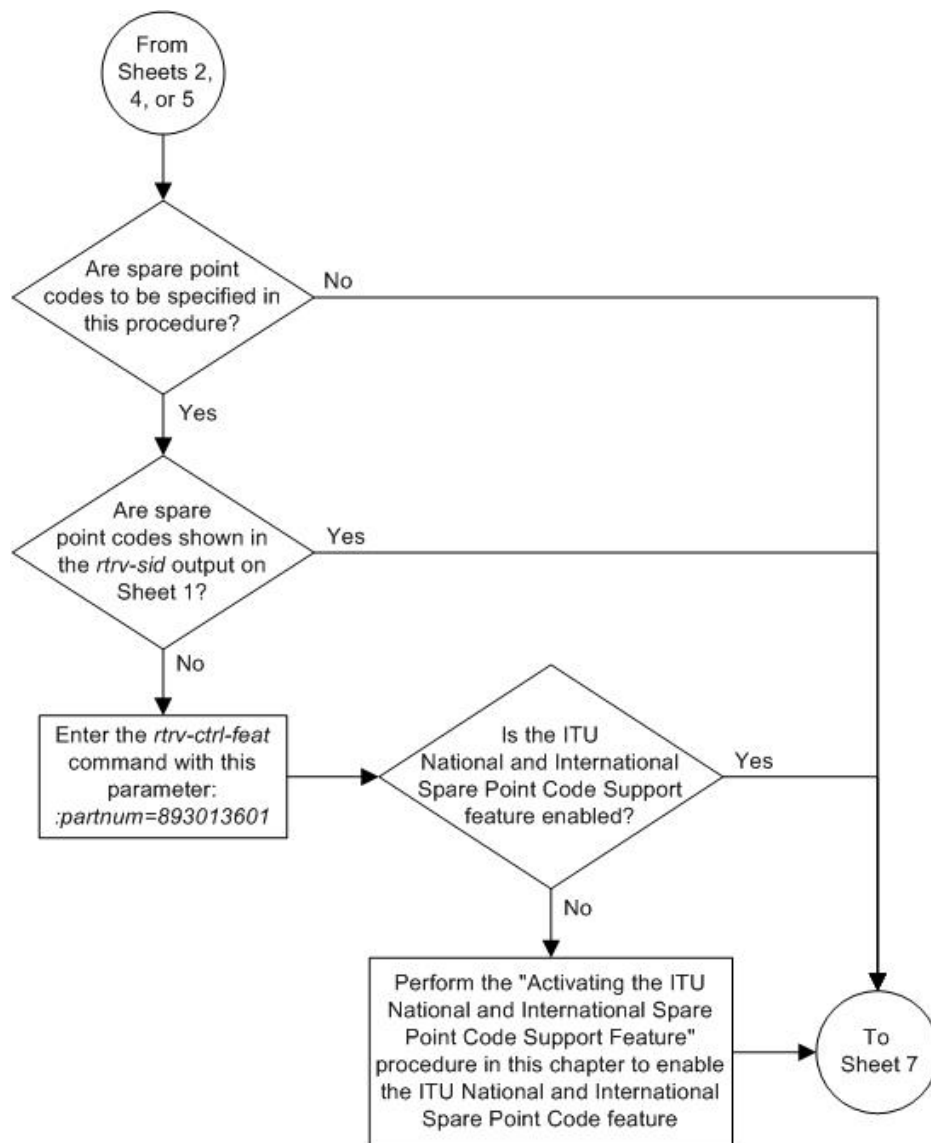 From
Sheets 2,
4, or 5
Are spare point
codes to be specified in
this procedure?
No
Yes
Are spare
point codes shown in
the rtrv-sid output on
Sheet 1?
Yes
No
Enter the rtrv-ctrl-feat
command with this
parameter:
:partnum=893013601
Is the ITU
National and International
Spare Point Code Support
feature enabled?
Yes
No
Perform the "Activating the ITU
National and International Spare
Point Code Support Feature"
procedure in this chapter to enable
the ITU National and International
Spare Point Code feature
To
Sheet 7